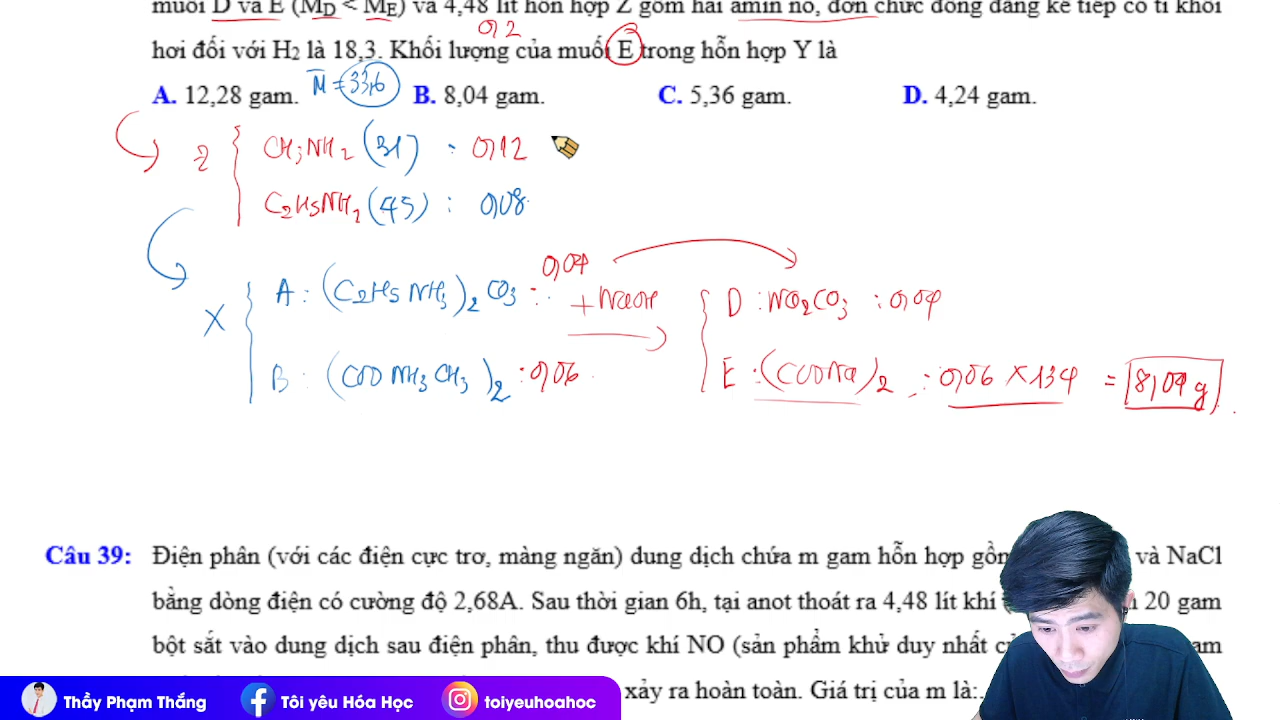 muối D và E (MD < ME) và 4,48 lít hỗn hợp Z gồm hai amin no, đơn chức đồng đẳng kế tiếp có tỉ khối
0,2
hơi đối với H2 là 18,3. Khối lượng của muối E trong hỗn hợp Y là
M = 33,6
A. 12,28 gam. B. 8,04 gam. C. 5,36 gam. D. 4,24 gam.
Z CH3NH2 (31) : 0,12
C2H5NH2 (45) : 0,08
X A : (C2H5NH3)2CO3 : 0,04 +NaOH D : Na2CO3 : 0,04
B : (COONH3CH3)2 : 0,06 E : (COONa)2 : 0,06 × 134 = 8,04 g
Câu 39: Điện phân (với các điện cực trơ, màng ngăn) dung dịch chứa m gam hỗn hợp và NaCl
bằng dòng điện có cường độ 2,68A. Sau thời gian 6h, tại anot thoát ra 4,48 lít khí 20 gam
bột sắt vào dung dịch sau điện phân, thu được khí NO (sản phẩm khử duy nhất
xảy ra hoàn toàn. Giá trị của m là:
Thầy Phạm Thắng Tôi yêu Hóa Học toiyeuhoahoc